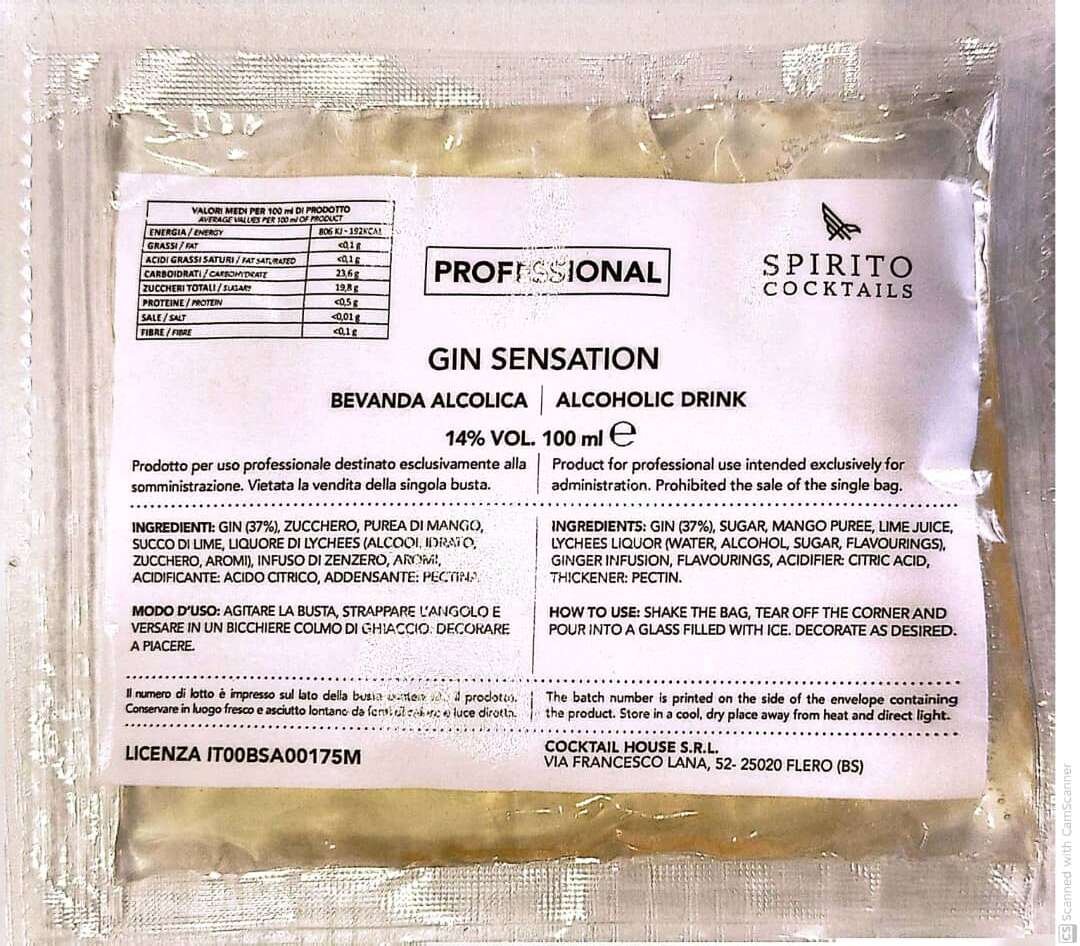 VALORI MEDI PER 100 ml DI PRODOTTO
AVERAGE VALUES PER 100 ml OF PRODUCT
ENERGIA / ENERGY 806 KJ - 192KCAL
GRASSI / FAT <0,1 g
ACIDI GRASSI SATURI / FAT SATURATED <0,1 g
CARBOIDRATI / CARBOHYDRATE 23,6 g
ZUCCHERI TOTALI / SUGARS 19,8 g
PROTEINE / PROTEIN <0,5 g
SALE / SALT <0,01 g
FIBRE / FIBRE <0,1 g
PROFESSIONAL
SPIRITO
COCKTAILS
GIN SENSATION
BEVANDA ALCOLICA | ALCOHOLIC DRINK
14% VOL. 100 ml ℮
Prodotto per uso professionale destinato esclusivamente alla
somministrazione. Vietata la vendita della singola busta.
Product for professional use intended exclusively for
administration. Prohibited the sale of the single bag.
INGREDIENTI: GIN (37%), ZUCCHERO, PUREA DI MANGO,
SUCCO DI LIME, LIQUORE DI LYCHEES (ALCOOL IDRATO,
ZUCCHERO, AROMI), INFUSO DI ZENZERO, AROMI,
ACIDIFICANTE: ACIDO CITRICO, ADDENSANTE: PECTINA.
INGREDIENTS: GIN (37%), SUGAR, MANGO PUREE, LIME JUICE,
LYCHEES LIQUOR (WATER, ALCOHOL, SUGAR, FLAVOURINGS),
GINGER INFUSION, FLAVOURINGS, ACIDIFIER: CITRIC ACID,
THICKENER: PECTIN.
MODO D'USO: AGITARE LA BUSTA, STRAPPARE L'ANGOLO E
VERSARE IN UN BICCHIERE COLMO DI GHIACCIO. DECORARE
A PIACERE.
HOW TO USE: SHAKE THE BAG, TEAR OFF THE CORNER AND
POUR INTO A GLASS FILLED WITH ICE. DECORATE AS DESIRED.
Il numero di lotto è impresso sul lato della busta il prodotto.
Conservare in luogo fresco e asciutto lontano da fonti di calore e luce diretta.
The batch number is printed on the side of the envelope containing
the product. Store in a cool, dry place away from heat and direct light.
LICENZA IT00BSA00175M
COCKTAIL HOUSE S.R.L.
VIA FRANCESCO LANA, 52- 25020 FLERO (BS)
CS Scanned with CamScanner